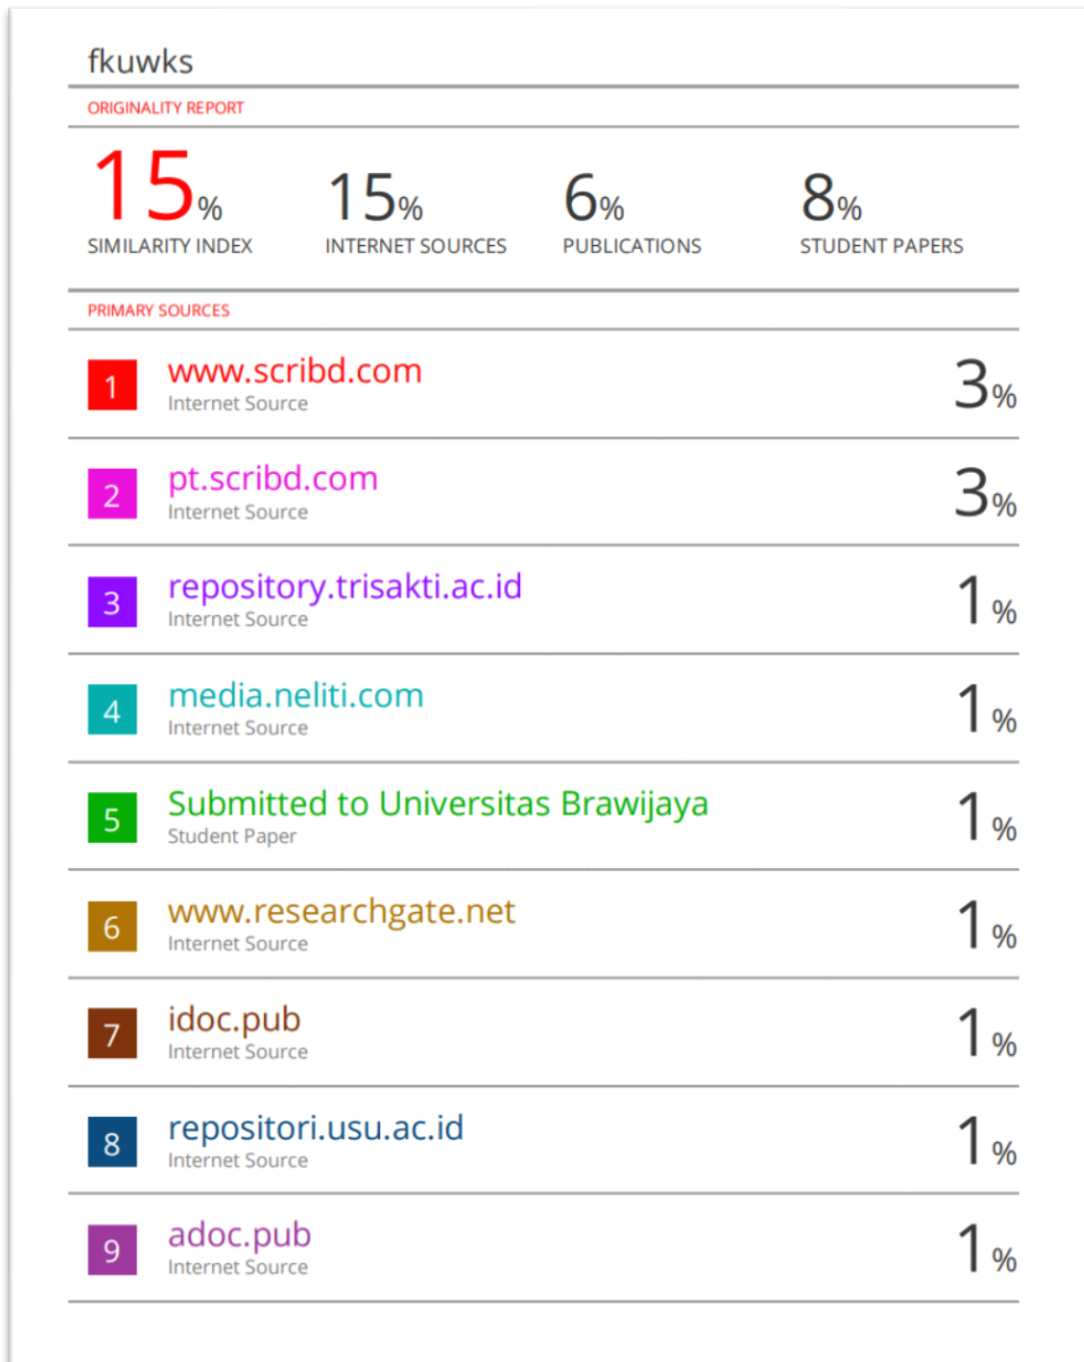 fkuwks
ORIGINALITY REPORT
15% 15% 6% 8%
SIMILARITY INDEX INTERNET SOURCES PUBLICATIONS STUDENT PAPERS
PRIMARY SOURCES
1 www.scribd.com 3%
Internet Source
2 pt.scribd.com 3%
Internet Source
3 repository.trisakti.ac.id 1%
Internet Source
4 media.neliti.com 1%
Internet Source
5 Submitted to Universitas Brawijaya 1%
Student Paper
6 www.researchgate.net 1%
Internet Source
7 idoc.pub 1%
Internet Source
8 repositori.usu.ac.id 1%
Internet Source
9 adoc.pub 1%
Internet Source